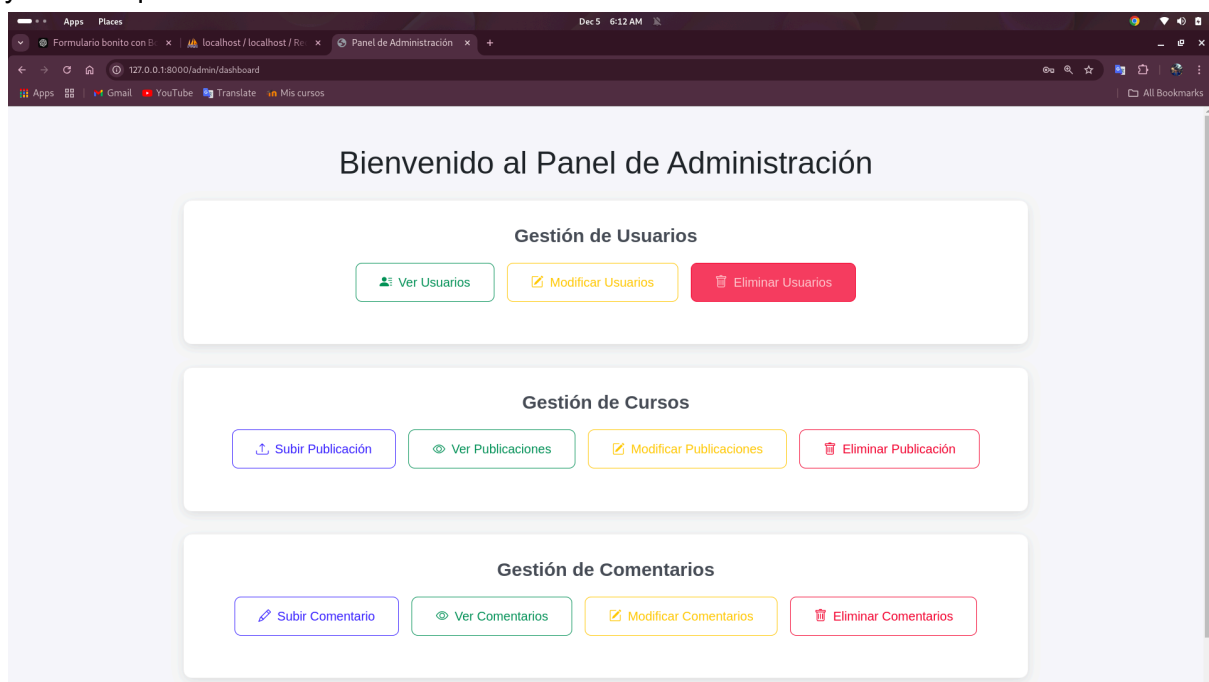 Apps Places Dec 5 6:12 AM
Formulario bonito con B
localhost / localhost / Re
Panel de Administración
127.0.0.1:8000/admin/dashboard
Apps Gmail YouTube Translate Mis cursos All Bookmarks
Bienvenido al Panel de Administración
Gestión de Usuarios
Ver Usuarios Modificar Usuarios Eliminar Usuarios
Gestión de Cursos
Subir Publicación Ver Publicaciones Modificar Publicaciones Eliminar Publicación
Gestión de Comentarios
Subir Comentario Ver Comentarios Modificar Comentarios Eliminar Comentarios